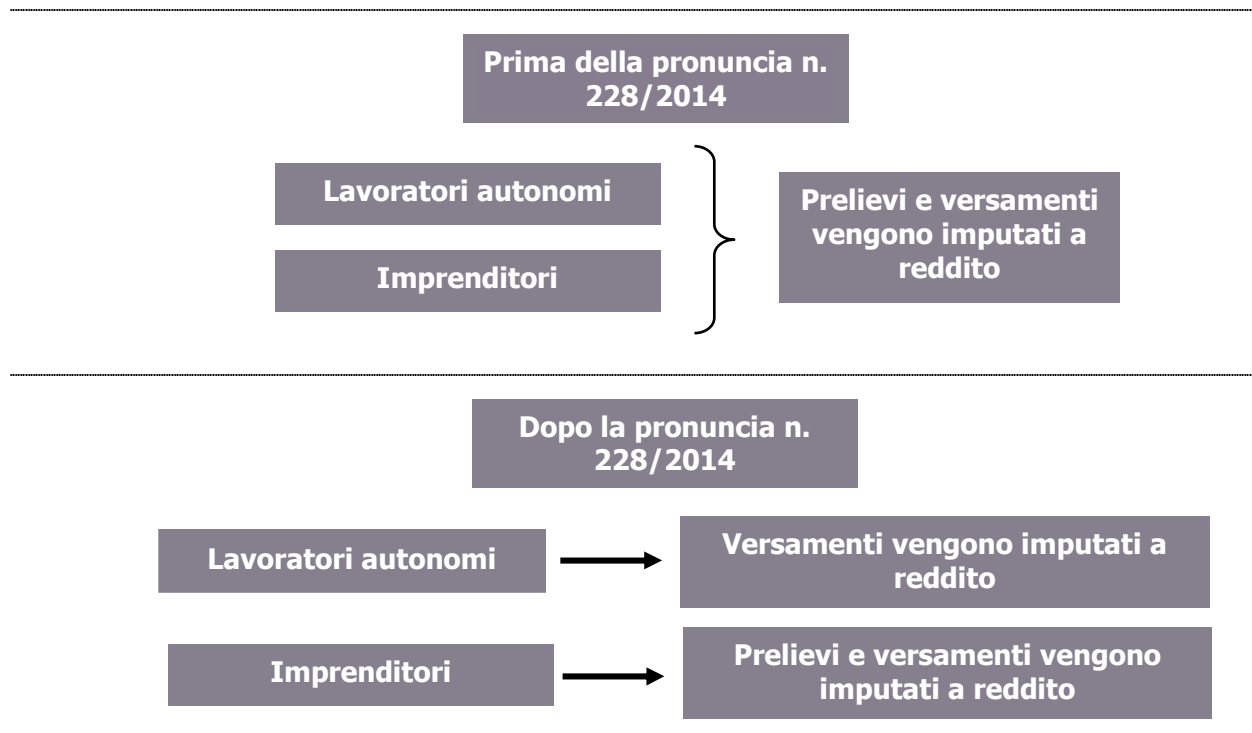 Prima della pronuncia n.
228/2014
Lavoratori autonomi
Imprenditori
Prelievi e versamenti
vengono imputati a
reddito
Dopo la pronuncia n.
228/2014
Lavoratori autonomi
Versamenti vengono imputati a
reddito
Imprenditori
Prelievi e versamenti vengono
imputati a reddito